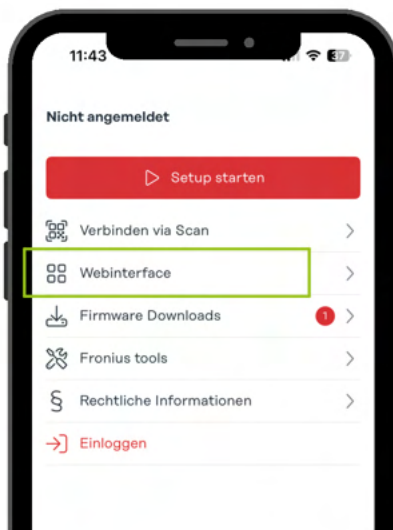 11:43
37
Nicht angemeldet
Setup starten
Verbinden via Scan
Webinterface
Firmware Downloads
1
Fronius tools
§ Rechtliche Informationen
Einloggen